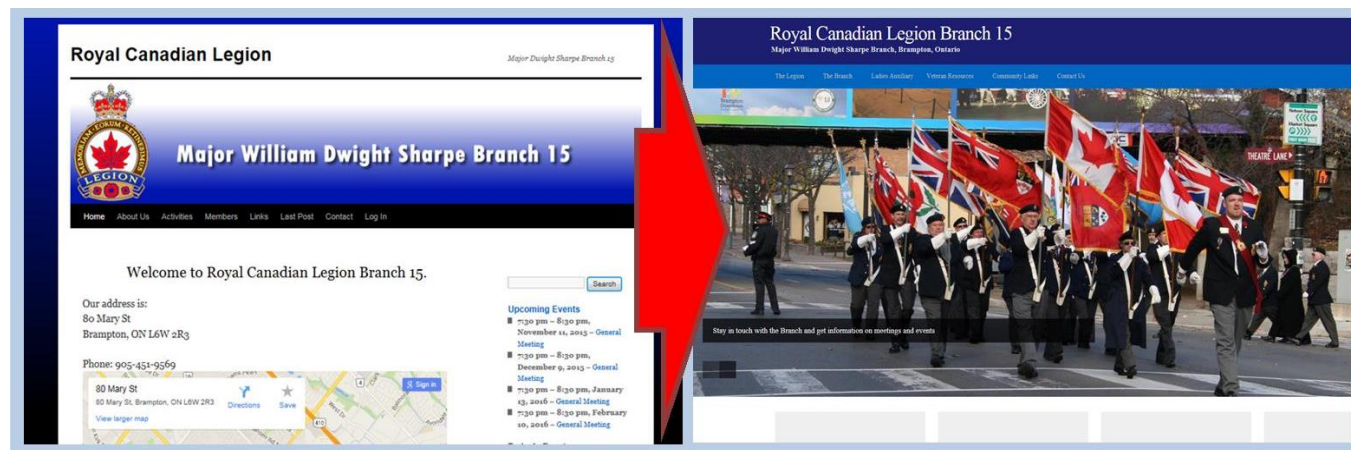 Royal Canadian Legion
Major Dwight Sharpe Branch 15
MEMORIAM EORUM RETINEBIMUS
LEGION
Major William Dwight Sharpe Branch 15
Home About Us Activities Members Links Last Post Contact Log In
Welcome to Royal Canadian Legion Branch 15.
Our address is:
80 Mary St
Brampton, ON L6W 2R3
Phone: 905-451-9569
80 Mary St
80 Mary St, Brampton, ON L6W 2R3
Directions
Save
View larger map
Sign in
410
Search
Upcoming Events
7:30 pm – 8:30 pm,
November 11, 2015 – General
Meeting
7:30 pm – 8:30 pm,
December 9, 2015 – General
Meeting
7:30 pm – 8:30 pm, January
13, 2016 – General Meeting
7:30 pm – 8:30 pm, February
10, 2016 – General Meeting
Royal Canadian Legion Branch 15
Major William Dwight Sharpe Branch, Brampton, Ontario
The Legion The Branch Ladies Auxiliary Veteran Resources Community Links Contact Us
Brampton
THEATRE LANE
Stay in touch with the Branch and get information on meetings and events